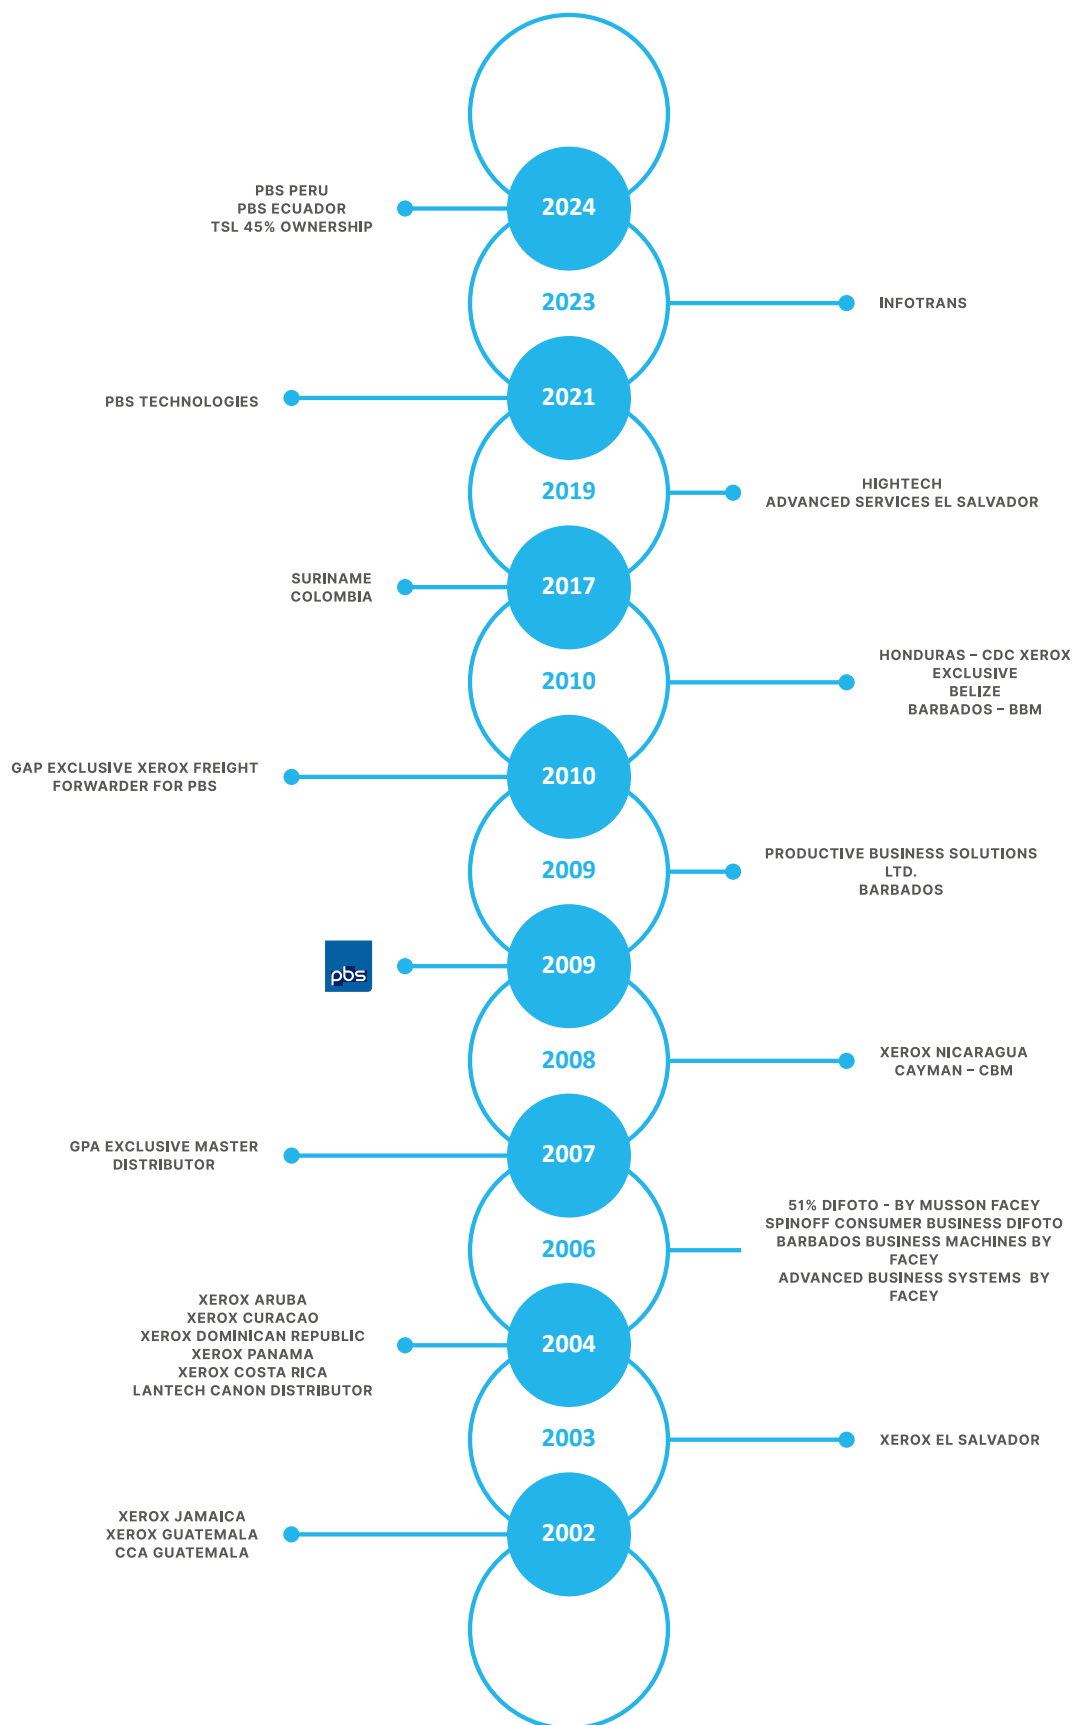 PBS PERU
PBS ECUADOR
TSL 45% OWNERSHIP
2024
2023
INFOTRANS
PBS TECHNOLOGIES
2021
2019
HIGHTECH
ADVANCED SERVICES EL SALVADOR
SURINAME
COLOMBIA
2017
2010
HONDURAS – CDC XEROX
EXCLUSIVE
BELIZE
BARBADOS – BBM
GAP EXCLUSIVE XEROX FREIGHT
FORWARDER FOR PBS
2010
2009
PRODUCTIVE BUSINESS SOLUTIONS
LTD.
BARBADOS
pbs
2009
2008
XEROX NICARAGUA
CAYMAN – CBM
GPA EXCLUSIVE MASTER
DISTRIBUTOR
2007
2006
51% DIFOTO - BY MUSSON FACEY
SPINOFF CONSUMER BUSINESS DIFOTO
BARBADOS BUSINESS MACHINES BY
FACEY
ADVANCED BUSINESS SYSTEMS  BY
FACEY
XEROX ARUBA
XEROX CURACAO
XEROX DOMINICAN REPUBLIC
XEROX PANAMA
XEROX COSTA RICA
LANTECH CANON DISTRIBUTOR
2004
2003
XEROX EL SALVADOR
XEROX JAMAICA
XEROX GUATEMALA
CCA GUATEMALA
2002